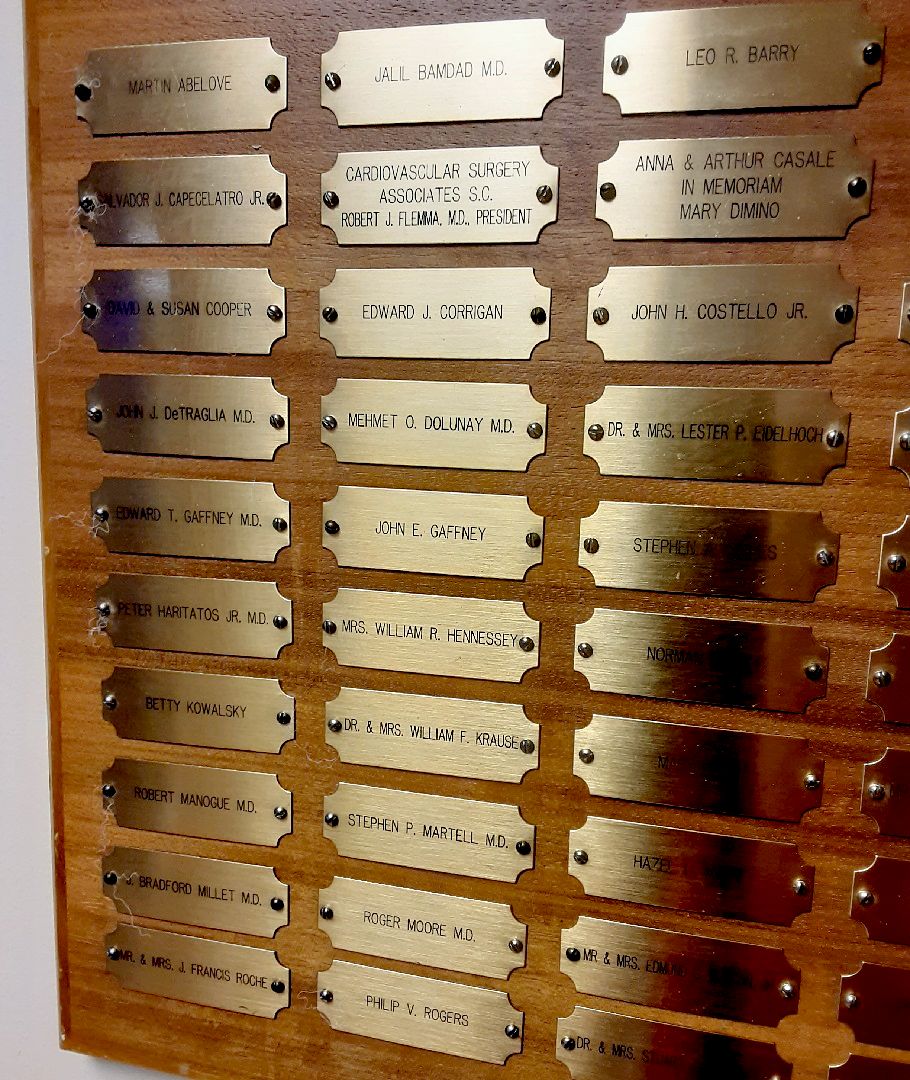 MARTIN ABELOVE
JALIL BAMDAD M.D.
LEO R. BARRY
J. CAPECELATRO JR.
CARDIOVASCULAR SURGERY
ASSOCIATES S.C.
ROBERT J. FLEMMA, M.D., PRESIDENT
ANNA & ARTHUR CASALE
IN MEMORIAM
MARY DIMINO
DAVID & SUSAN COOPER
EDWARD J. CORRIGAN
JOHN H. COSTELLO JR.
JOHN J. DeTRAGLIA M.D.
MEHMET O. DOLUNAY M.D.
DR. & MRS. LESTER P. EIDELHOCH
EDWARD T. GAFFNEY M.D.
JOHN E. GAFFNEY
STEPHEN
PETER HARITATOS JR. M.D.
MRS. WILLIAM R. HENNESSEY
NORMAN
BETTY KOWALSKY
DR. & MRS. WILLIAM F. KRAUSE
ROBERT MANOGUE M.D.
STEPHEN P. MARTELL M.D.
HAZEL
J. BRADFORD MILLET M.D.
ROGER MOORE M.D.
MR & MRS.
MR. & MRS. J. FRANCIS ROCHE
PHILIP V. ROGERS
DR. & MRS.